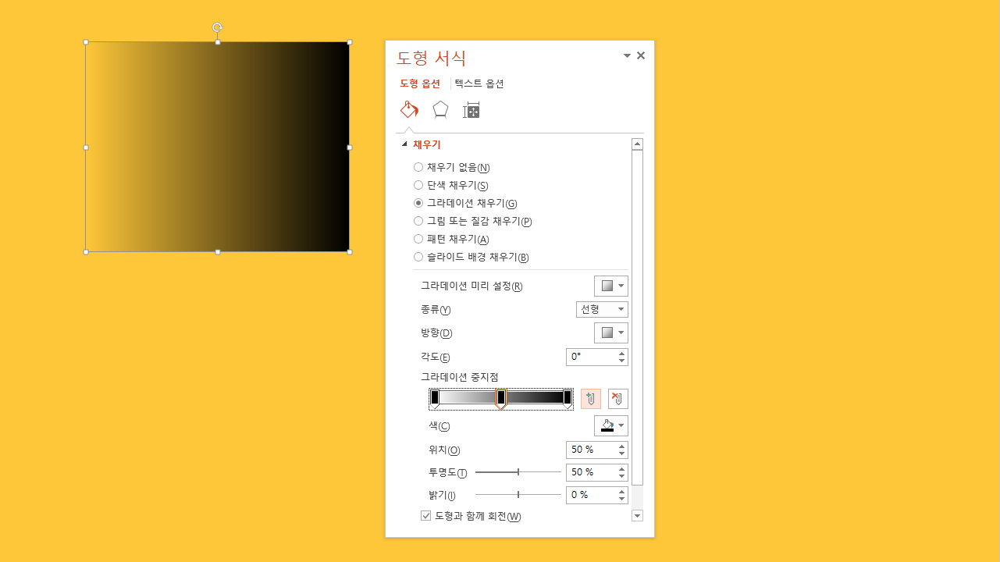 도형 서식
도형 옵션 텍스트 옵션
채우기
채우기 없음(N)
단색 채우기(S)
그라데이션 채우기(G)
그림 또는 질감 채우기(P)
패턴 채우기(A)
슬라이드 배경 채우기(B)
그라데이션 미리 설정(R)
종류(Y) 선형
방향(D)
각도(E) 0°
그라데이션 중지점
색(C)
위치(O) 50 %
투명도(T) 50 %
밝기(I) 0 %
도형과 함께 회전(W)